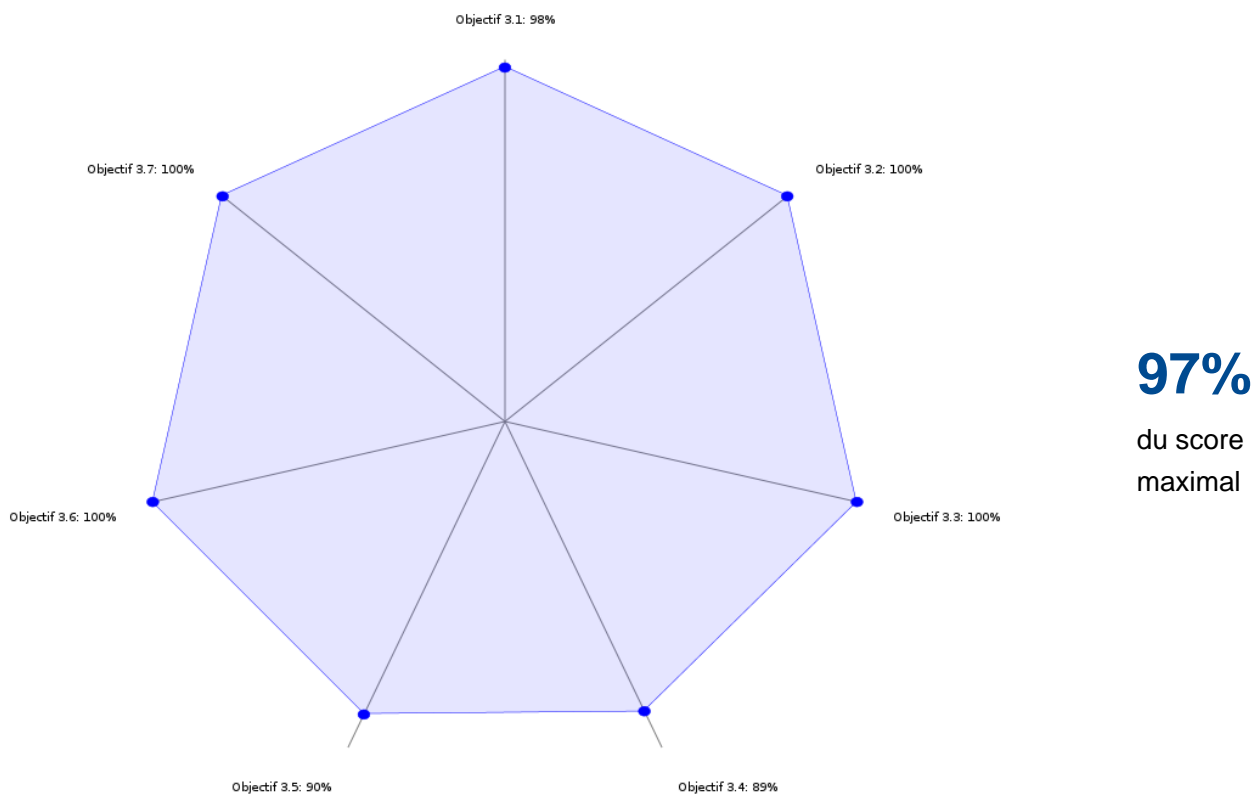 Objectif 3.1: 98%
Objectif 3.7: 100%
Objectif 3.2: 100%
97%
du score
maximal
Objectif 3.6: 100%
Objectif 3.3: 100%
Objectif 3.5: 90%
Objectif 3.4: 89%